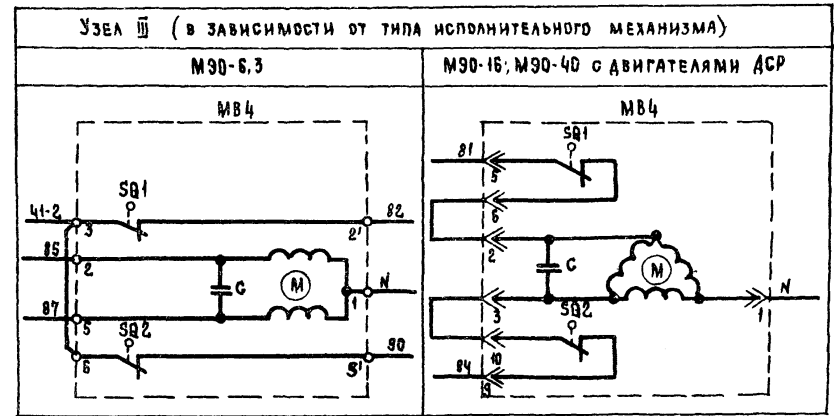 УЗЕЛ III (В ЗАВИСИМОСТИ ОТ ТИПА ИСПОЛНИТЕЛЬНОГО МЕХАНИЗМА)
МЭО-6,3
МЭО-16; МЭО-40 С ДВИГАТЕЛЯМИ ДСР
МВ4
SQ1
41-2
3
2'
82
85
2
C
М
1
N
87
5
SQ2
6
5'
90
МВ4
81
5
SQ1
6
2
C
М
3
1
N
SQ2
10
84
9